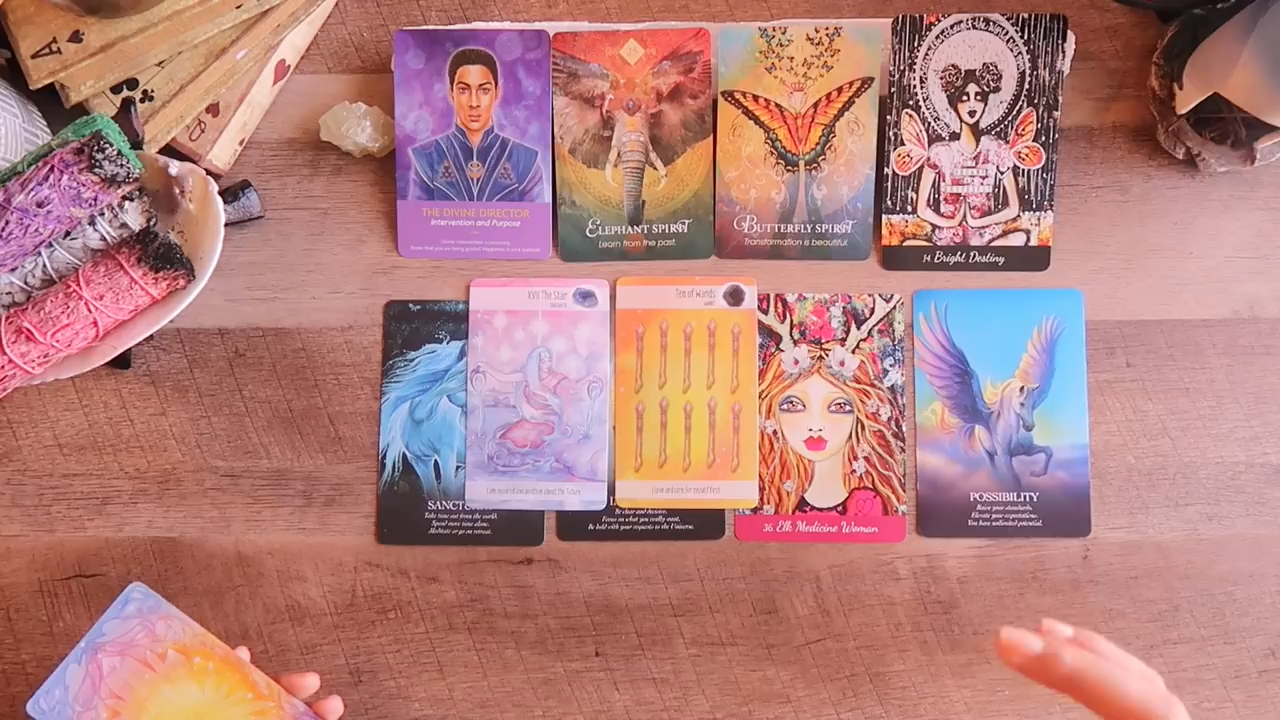 A
THE DIVINE DIRECTOR
Intervention and Purpose
15
ELEPHANT SPIRIT
Learn from the past.
BUTTERFLY SPIRIT
Transformation is beautiful.
14. Bright Destiny
SANCT
Take time out from the world.
Spend more time alone.
Meditate or go on retreat.
XVII The Star
Ten of Wands
I love and care for myself first
Be clear and decisive.
Focus on what you really want.
Be bold with your requests to the Universe.
36. Elk Medicine Woman
POSSIBILITY
Raise your standards.
Elevate your expectations.
You have unlimited potential.